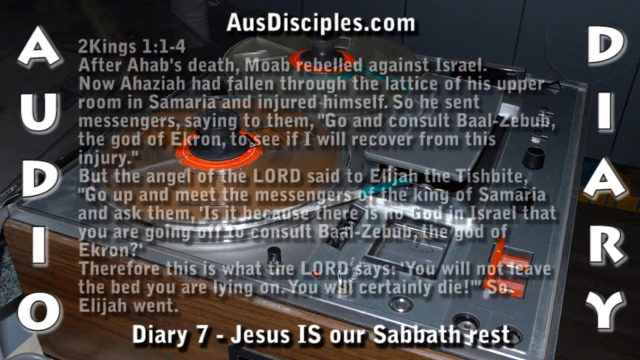 AusDisciples.com
AUDIO
DIARY
2Kings 1:1-4
After Ahab's death, Moab rebelled against Israel.
Now Ahaziah had fallen through the lattice of his upper
room in Samaria and injured himself. So he sent
messengers, saying to them, "Go and consult Baal-Zebub,
the god of Ekron, to see if I will recover from this
injury."
But the angel of the LORD said to Elijah the Tishbite,
"Go up and meet the messengers of the king of Samaria
and ask them, 'Is it because there is no God in Israel that
you are going off to consult Baal-Zebub, the god of
Ekron?'
Therefore this is what the LORD says: 'You will not leave
the bed you are lying on. You will certainly die!'" So
Elijah went.
Diary 7 - Jesus IS our Sabbath rest